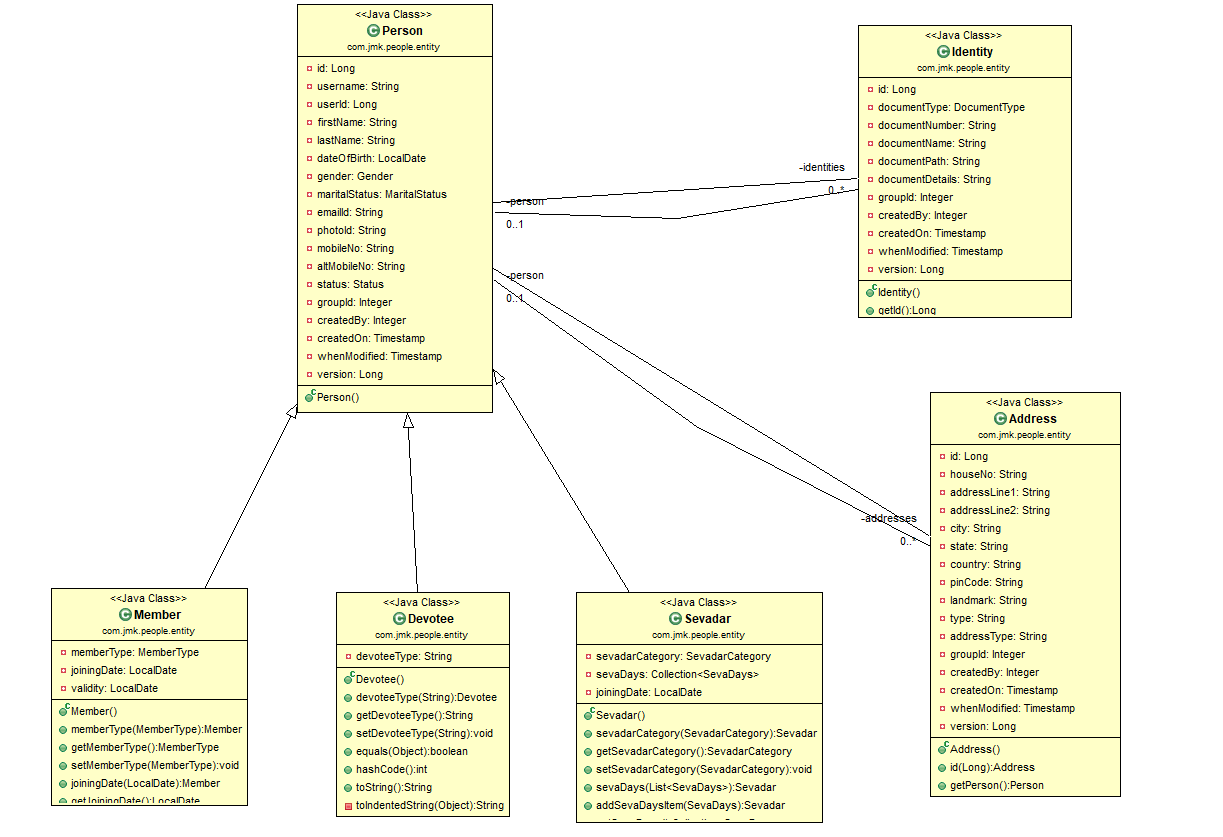 <<Java Class>>
Person
com.jmk.people.entity
id: Long
username: String
userId: Long
firstName: String
lastName: String
dateOfBirth: LocalDate
gender: Gender
maritalStatus: MaritalStatus
emailId: String
photoId: String
mobileNo: String
altMobileNo: String
status: Status
groupId: Integer
createdBy: Integer
createdOn: Timestamp
whenModified: Timestamp
version: Long
Person()
<<Java Class>>
Identity
com.jmk.people.entity
id: Long
documentType: DocumentType
documentNumber: String
documentName: String
documentPath: String
documentDetails: String
groupId: Integer
createdBy: Integer
createdOn: Timestamp
whenModified: Timestamp
version: Long
Identity()
getId():Long
-identities
0..*
-person
0..1
-person
0..1
-addresses
0..*
<<Java Class>>
Address
com.jmk.people.entity
id: Long
houseNo: String
addressLine1: String
addressLine2: String
city: String
state: String
country: String
pinCode: String
landmark: String
type: String
addressType: String
groupId: Integer
createdBy: Integer
createdOn: Timestamp
whenModified: Timestamp
version: Long
Address()
id(Long):Address
getPerson():Person
<<Java Class>>
Member
com.jmk.people.entity
memberType: MemberType
joiningDate: LocalDate
validity: LocalDate
Member()
memberType(MemberType):Member
getMemberType():MemberType
setMemberType(MemberType):void
joiningDate(LocalDate):Member
getJoiningDate():LocalDate
<<Java Class>>
Devotee
com.jmk.people.entity
devoteeType: String
Devotee()
devoteeType(String):Devotee
getDevoteeType():String
setDevoteeType(String):void
equals(Object):boolean
hashCode():int
toString():String
toIndentedString(Object):String
<<Java Class>>
Sevadar
com.jmk.people.entity
sevadarCategory: SevadarCategory
sevaDays: Collection<SevaDays>
joiningDate: LocalDate
Sevadar()
sevadarCategory(SevadarCategory):Sevadar
getSevadarCategory():SevadarCategory
setSevadarCategory(SevadarCategory):void
sevaDays(List<SevaDays>):Sevadar
addSevaDaysItem(SevaDays):Sevadar